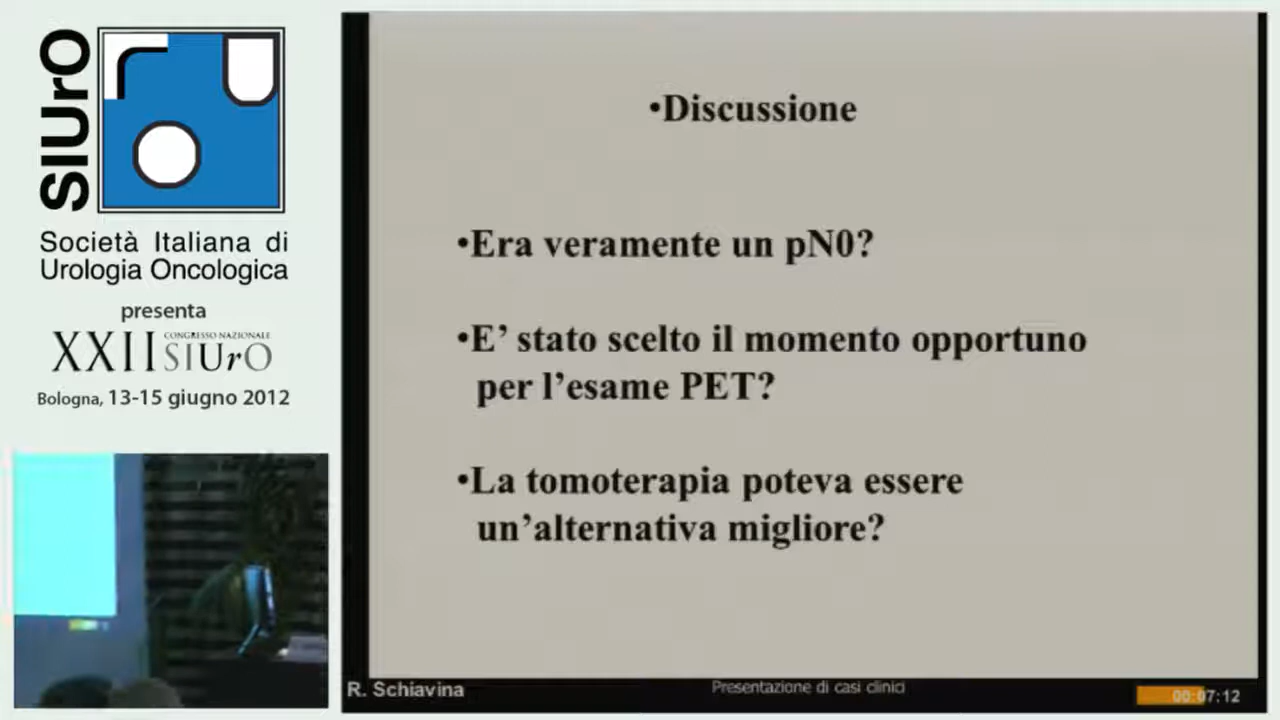 SIUrO
Società Italiana di
Urologia Oncologica
presenta
XXII CONGRESSO NAZIONALE
SIUrO
Bologna, 13-15 giugno 2012
•Discussione
•Era veramente un pN0?
•E’ stato scelto il momento opportuno
per l’esame PET?
•La tomoterapia poteva essere
un’alternativa migliore?
R. Schiavina
Presentazione di casi clinici
00:07:12